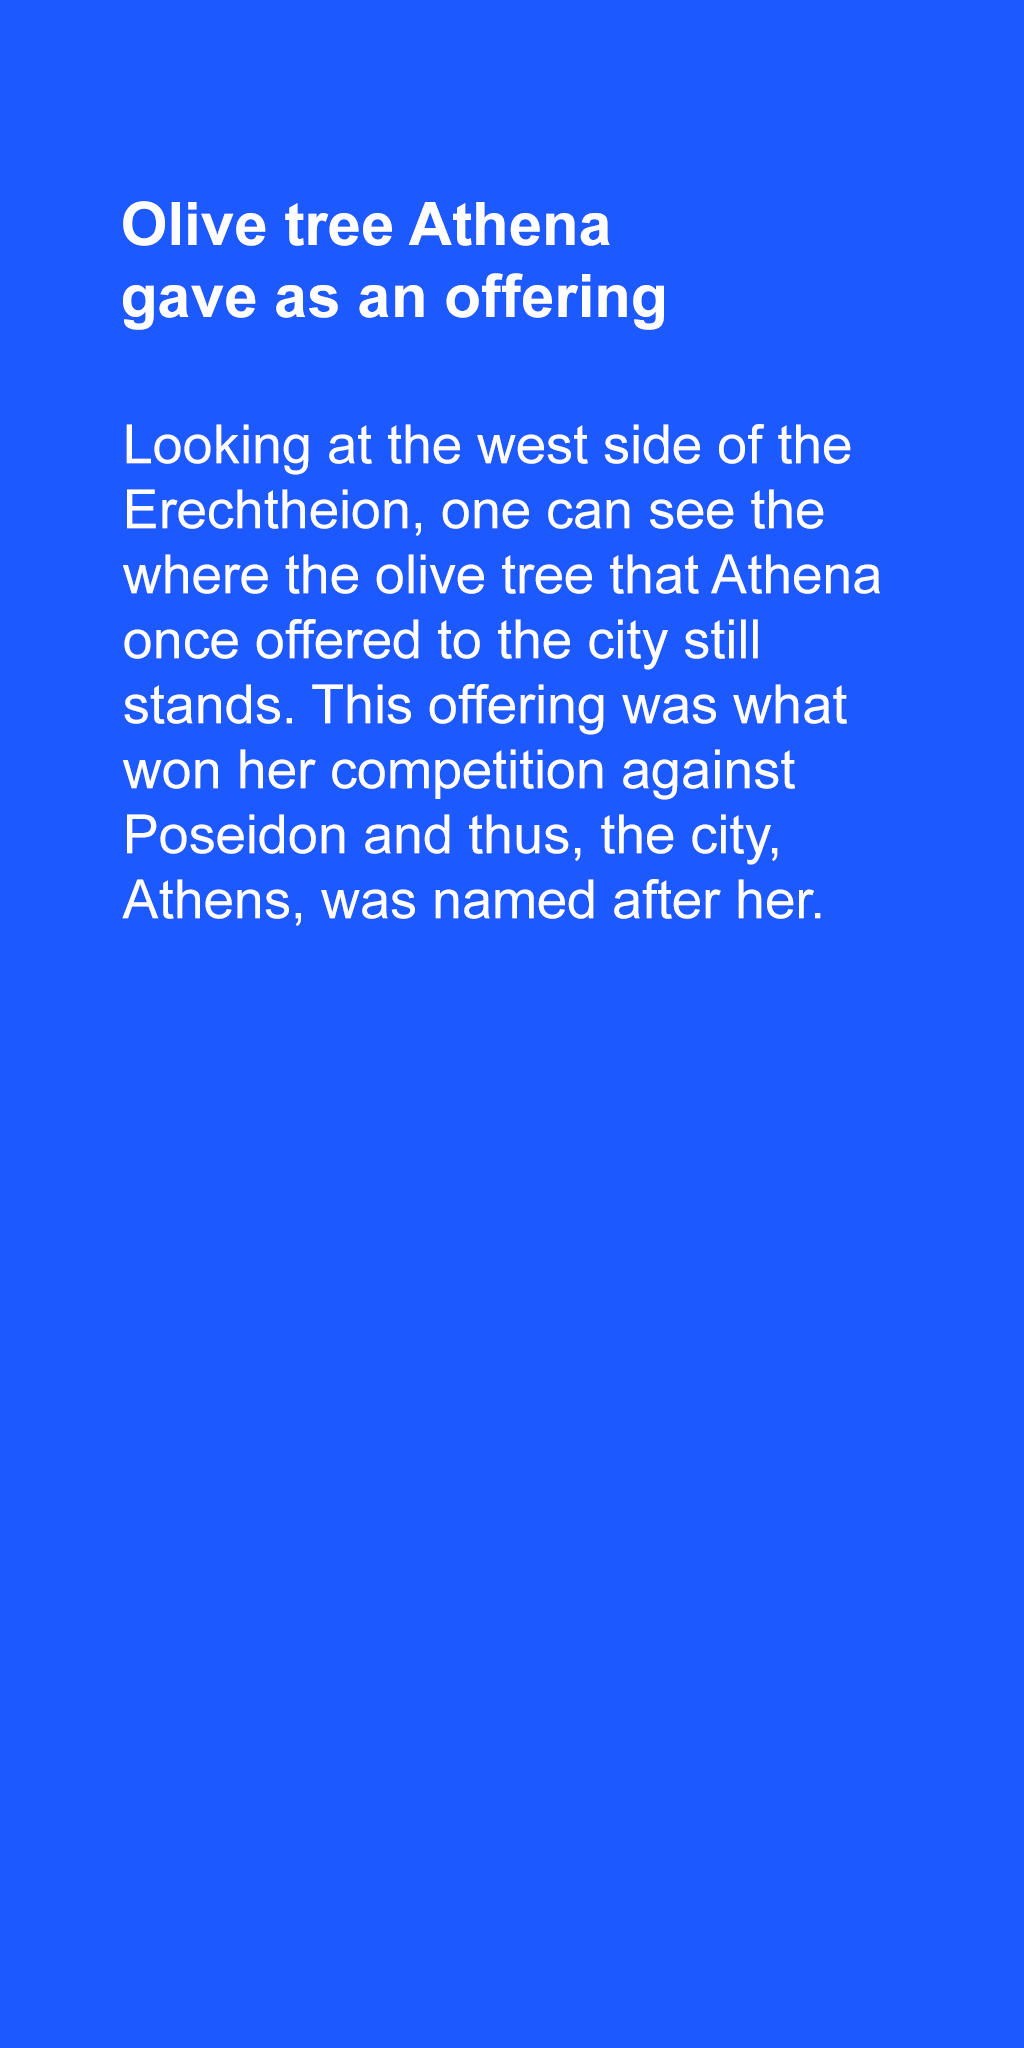 Olive tree Athena
gave as an offering
Looking at the west side of the
Erechtheion, one can see the
where the olive tree that Athena
once offered to the city still
stands. This offering was what
won her competition against
Poseidon and thus, the city,
Athens, was named after her.